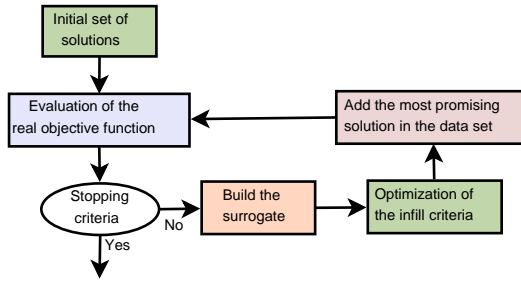 Initial set of
solutions
Evaluation of the
real objective function
Add the most promising
solution in the data set
Stopping
criteria
No
Yes
Build the
surrogate
Optimization of
the infill criteria